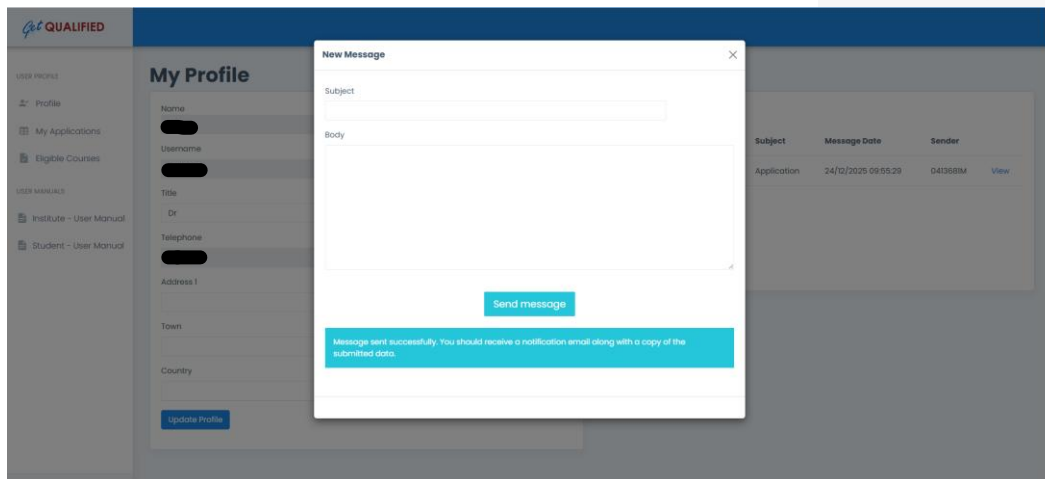 Get QUALIFIED
USER PROFILE
Profile
My Applications
Eligible Courses
USER MANUALS
Institute - User Manual
Student - User Manual
My Profile
Name
Username
Title
Dr
Telephone
Address 1
Town
Country
Update Profile
New Message
Subject
Body
Send message
Message sent successfully. You should receive a notification email along with a copy of the
submitted data.
Subject Message Date Sender
Application 24/12/2025 09:55:29 0413681M View